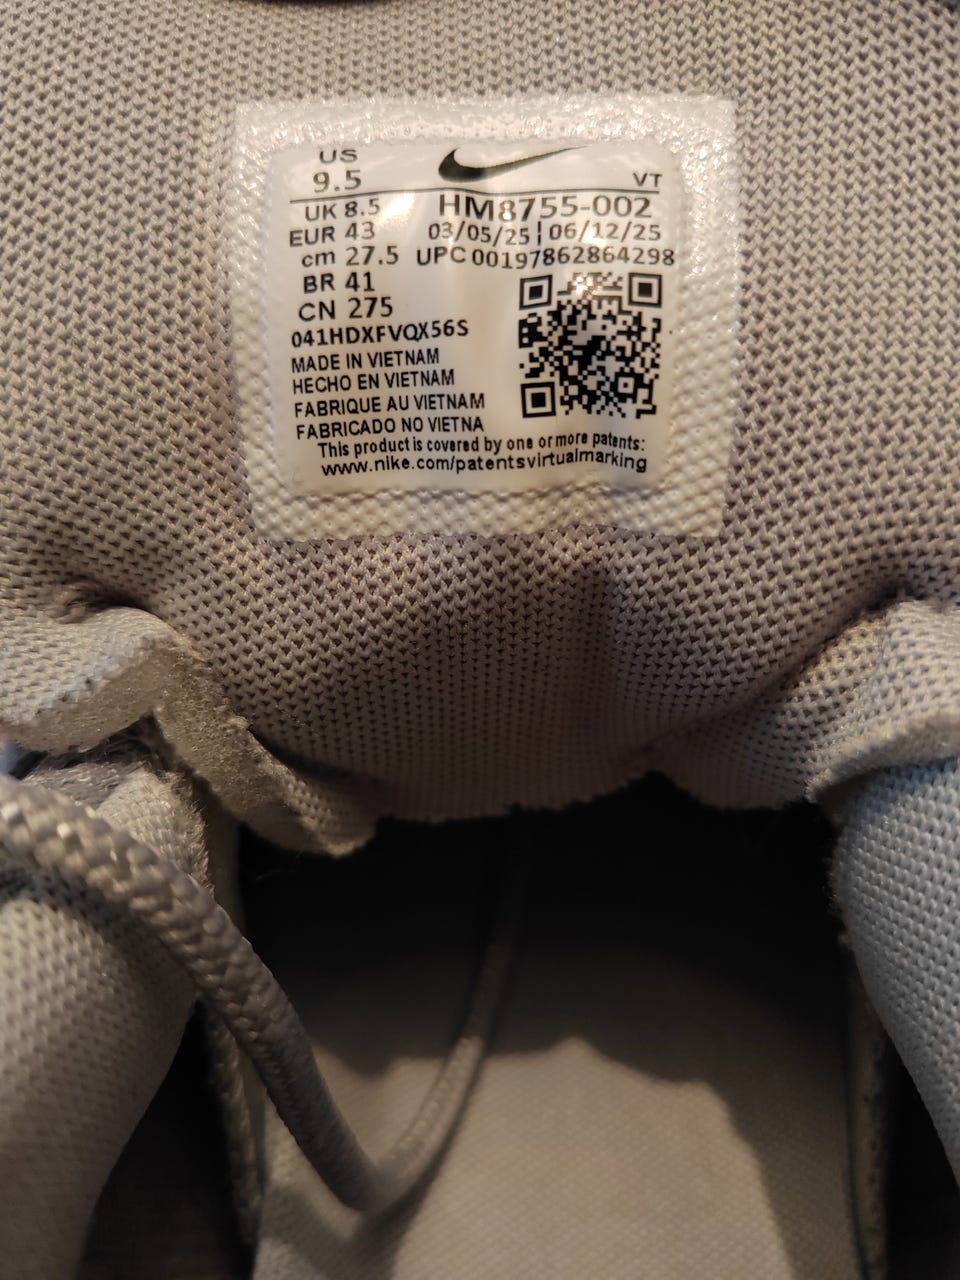 US
9.5
VT
UK 8.5
HM8755-002
EUR 43
03/05/25 | 06/12/25
cm 27.5
UPC 00197862864298
BR 41
CN 275
041HDXFVQX56S
MADE IN VIETNAM
HECHO EN VIETNAM
FABRIQUE AU VIETNAM
FABRICADO NO VIETNA
This product is covered by one or more patents:
www.nike.com/patentsvirtualmarking